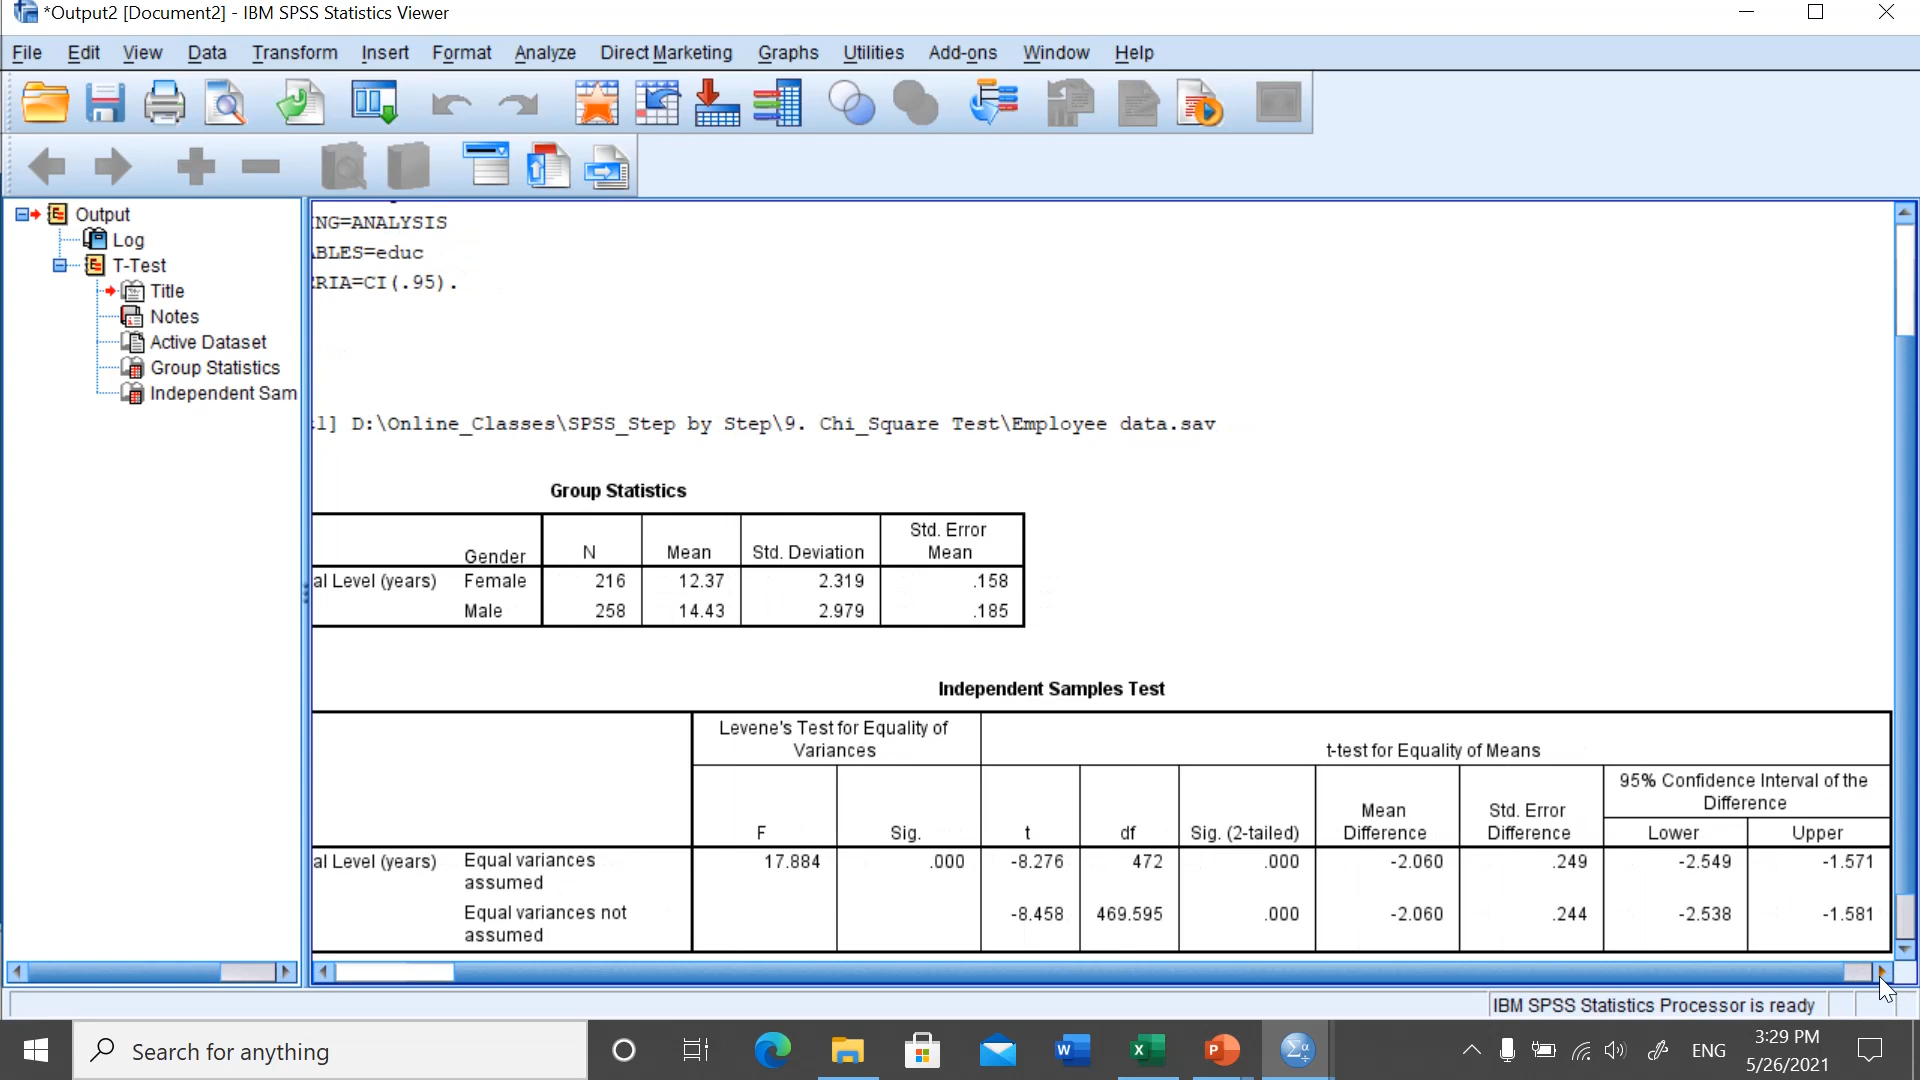 *Output2 [Document2] - IBM SPSS Statistics Viewer
File Edit View Data Transform Insert Format Analyze Direct Marketing Graphs Utilities Add-ons Window Help
Output
Log
T-Test
Title
Notes
Active Dataset
Group Statistics
Independent Sam
ING=ANALYSIS
ABLES=educ
ERIA=CI(.95).
1] D:\Online_Classes\SPSS_Step by Step\9. Chi_Square Test\Employee data.sav
Group Statistics
Gender N Mean Std. Deviation Std. Error Mean
al Level (years) Female 216 12.37 2.319 .158
Male 258 14.43 2.979 .185
Independent Samples Test
Levene's Test for Equality of Variances t-test for Equality of Means
95% Confidence Interval of the Difference
F Sig. t df Sig. (2-tailed) Mean Difference Std. Error Difference Lower Upper
al Level (years) Equal variances assumed 17.884 .000 -8.276 472 .000 -2.060 .249 -2.549 -1.571
Equal variances not assumed -8.458 469.595 .000 -2.060 .244 -2.538 -1.581
IBM SPSS Statistics Processor is ready
Search for anything
ENG
3:29 PM
5/26/2021